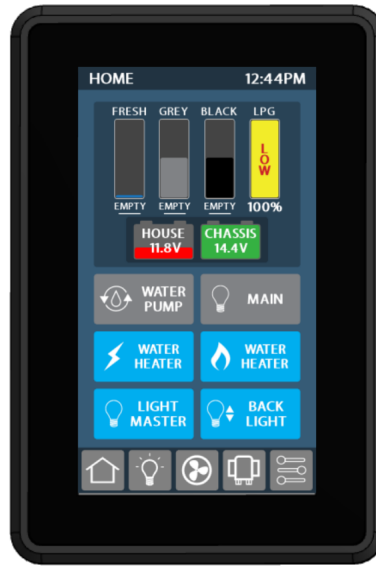 HOME 12:44PM
FRESH GREY BLACK LPG
LOW
EMPTY EMPTY EMPTY 100%
HOUSE CHASSIS
11.8V 14.4V
WATER PUMP
MAIN
WATER HEATER
WATER HEATER
LIGHT MASTER
BACK LIGHT